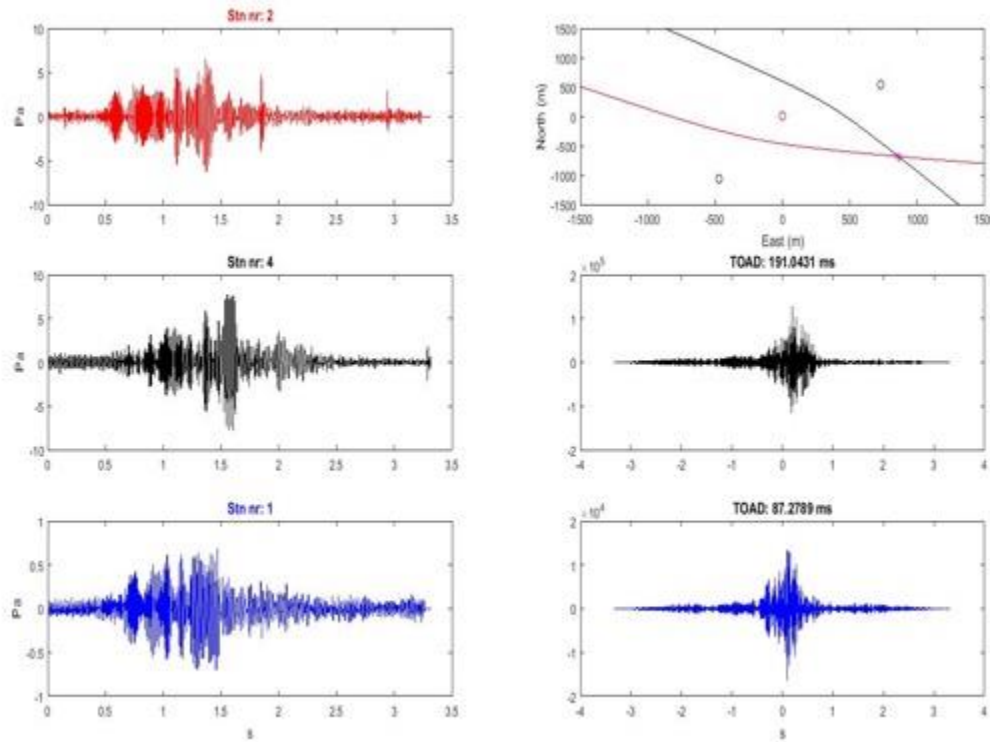 Stn nr: 2
10
5
0
-5
-10
Pa
0 0.5 1 1.5 2 2.5 3 3.5
1500
1000
500
0
-500
-1000
-1500
North (m)
-1500 -1000 -500 0 500 1000 150
East (m)
Stn nr: 4
10
5
0
-5
-10
Pa
0 0.5 1 1.5 2 2.5 3 3.5
s
×10⁵
TOAD: 191.0431 ms
2
1
0
-1
-2
-4 -3 -2 -1 0 1 2 3 4
s
Stn nr: 1
1
0.5
0
-0.5
-1
Pa
0 0.5 1 1.5 2 2.5 3 3.5
s
×10⁴
TOAD: 87.2789 ms
2
1
0
-1
-2
-4 -3 -2 -1 0 1 2 3 4
s